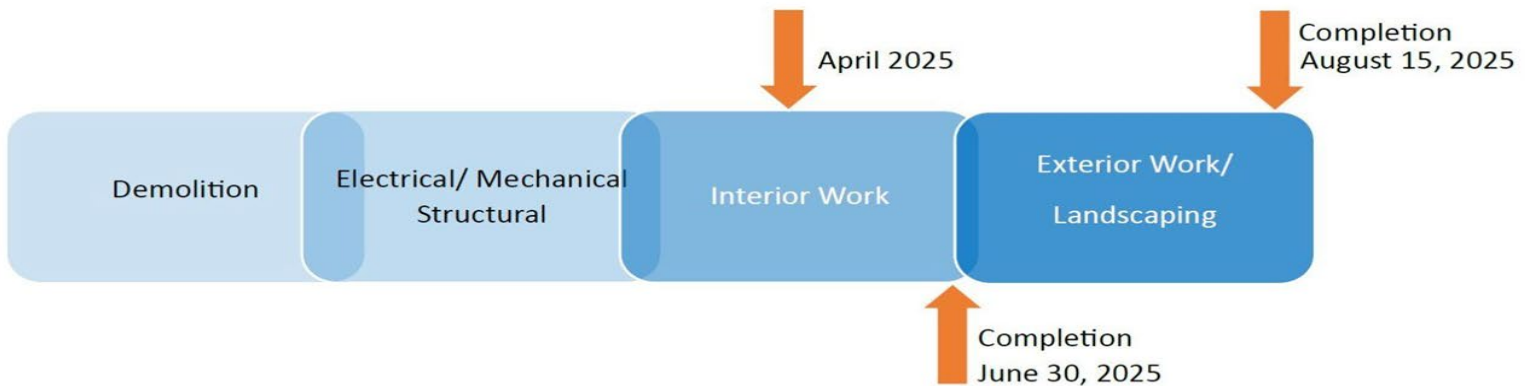 April 2025
Completion
August 15, 2025
Demolition
Electrical/ Mechanical
Structural
Interior Work
Exterior Work/
Landscaping
Completion
June 30, 2025